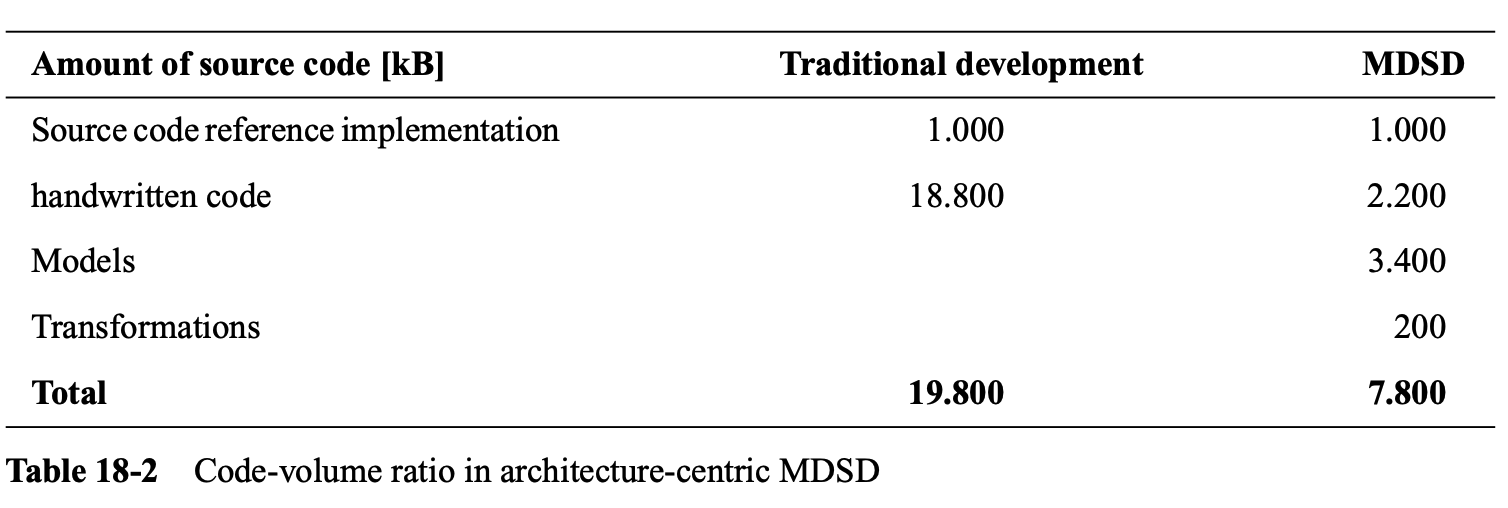 Amount of source code [kB] Traditional development MDSD
Source code reference implementation 1.000 1.000
handwritten code 18.800 2.200
Models 3.400
Transformations 200
Total 19.800 7.800
Table 18-2 Code-volume ratio in architecture-centric MDSD